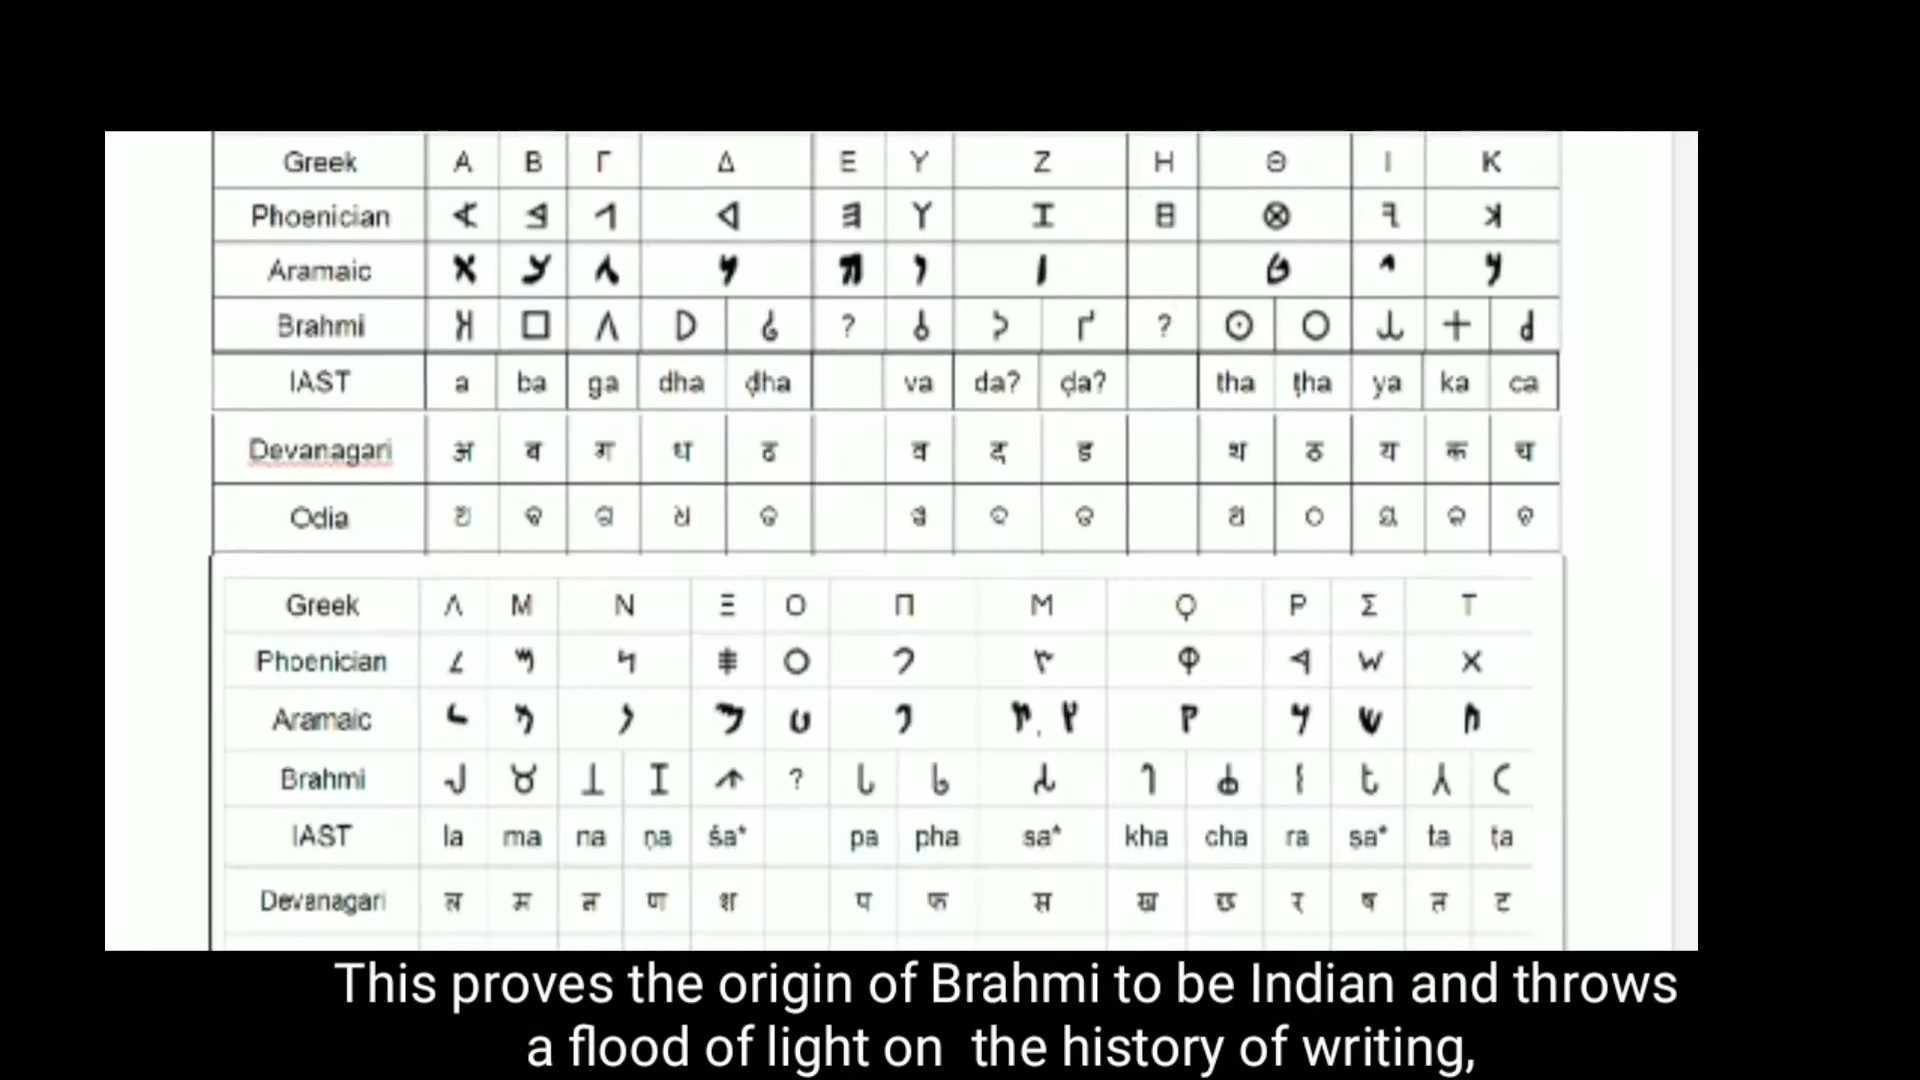 Greek Α Β Γ Δ Ε Υ Ζ Η Θ Ι Κ
Phoenician 𐤀 𐤁 𐤂 𐤃 𐤄 𐤅 𐤆 𐤇 𐤈 𐤉 𐤊
Aramaic
Brahmi 𑀅 𑀩 𑀕 𑀥 𑀠 ? 𑀯 𑀤 𑀟 ? 𑀣 𑀞 𑀬 𑀓 𑀘
IAST a ba ga dha ḍha va da? ḍa? tha ṭha ya ka ca
Devanagari अ ब ग ध ढ व द ड थ ठ य क च
Odia ଅ ବ ଗ ଧ ଢ ଦ ଡ ଥ ଠ ଯ କ ଚ
Greek Λ Μ Ν Ξ Ο Π Μ Ϙ Ρ Σ Τ
Phoenician 𐤋 𐤌 𐤍 𐤎 𐤏 𐤐 𐤑 𐤒 𐤓 𐤔 𐤕
Aramaic
Brahmi 𑀮 𑀫 𑀦 𑀡 𑀰 ? 𑀧 𑀨 𑀲 𑀔 𑀙 𑀭 𑀱 𑀢 𑀝
IAST la ma na ṇa śa* pa pha sa* kha cha ra ṣa* ta ṭa
Devanagari ल म न ण श प फ स ख छ र ष त ट
This proves the origin of Brahmi to be Indian and throws
a flood of light on the history of writing,